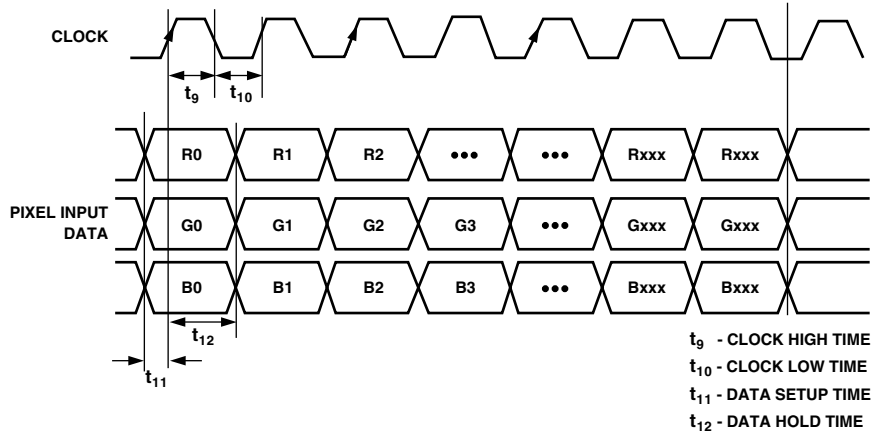 CLOCK
t9 t10
R0 R1 R2 ••• ••• Rxxx Rxxx
PIXEL INPUT
DATA
G0 G1 G2 G3 ••• Gxxx Gxxx
B0 B1 B2 B3 ••• Bxxx Bxxx
t12
t11
t9 - CLOCK HIGH TIME
t10 - CLOCK LOW TIME
t11 - DATA SETUP TIME
t12 - DATA HOLD TIME